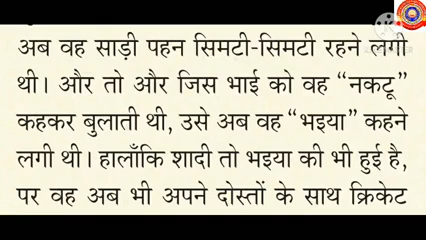 अब वह साड़ी पहन सिमटी-सिमटी रहने लगी
थी। और तो और जिस भाई को वह “नकटू”
कहकर बुलाती थी, उसे अब वह “भइया” कहने
लगी थी। हालाँकि शादी तो भइया की भी हुई है,
पर वह अब भी अपने दोस्तों के साथ क्रिकेट